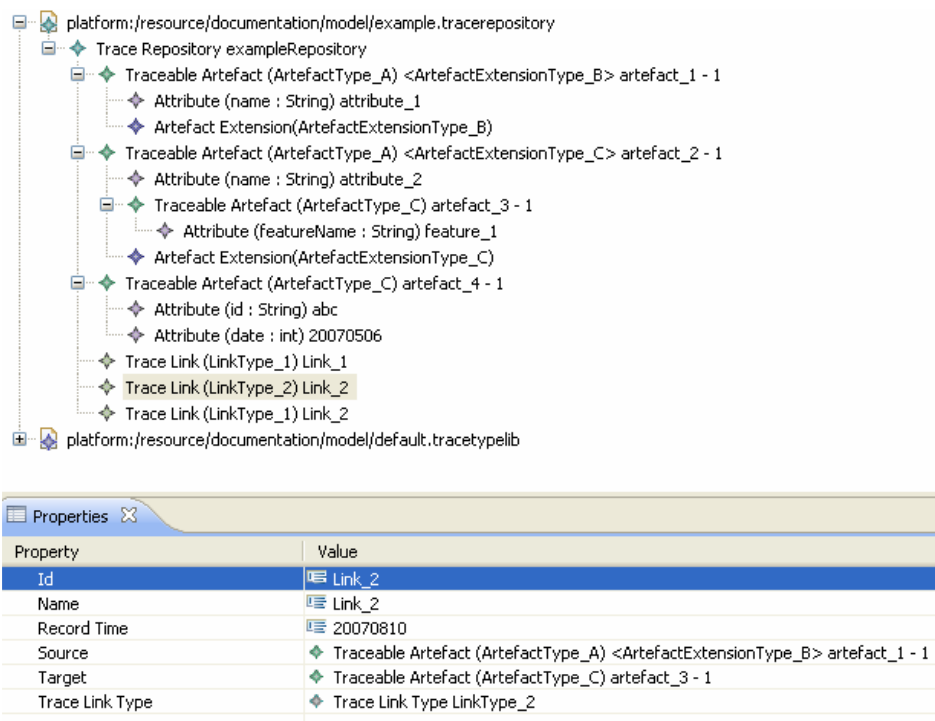 platform:/resource/documentation/model/example.tracerepository
Trace Repository exampleRepository
Traceable Artefact (ArtefactType_A) <ArtefactExtensionType_B> artefact_1 - 1
Attribute (name : String) attribute_1
Artefact Extension(ArtefactExtensionType_B)
Traceable Artefact (ArtefactType_A) <ArtefactExtensionType_C> artefact_2 - 1
Attribute (name : String) attribute_2
Traceable Artefact (ArtefactType_C) artefact_3 - 1
Attribute (featureName : String) feature_1
Artefact Extension(ArtefactExtensionType_C)
Traceable Artefact (ArtefactType_C) artefact_4 - 1
Attribute (id : String) abc
Attribute (date : int) 20070506
Trace Link (LinkType_1) Link_1
Trace Link (LinkType_2) Link_2
Trace Link (LinkType_1) Link_2
platform:/resource/documentation/model/default.tracetypelib
Properties
Property Value
Id Link_2
Name Link_2
Record Time 20070810
Source Traceable Artefact (ArtefactType_A) <ArtefactExtensionType_B> artefact_1 - 1
Target Traceable Artefact (ArtefactType_C) artefact_3 - 1
Trace Link Type Trace Link Type LinkType_2